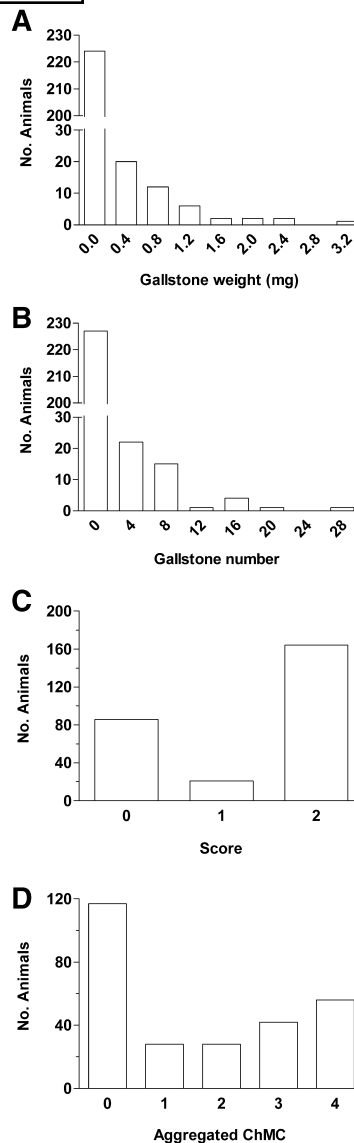 A
230
220
210
200
30
20
10
0
No. Animals
0.0 0.4 0.8 1.2 1.6 2.0 2.4 2.8 3.2
Gallstone weight (mg)
B
230
220
210
200
30
20
10
0
No. Animals
0 4 8 12 16 20 24 28
Gallstone number
C
200
160
120
80
40
0
No. Animals
0 1 2
Score
D
120
80
40
0
No. Animals
0 1 2 3 4
Aggregated ChMC